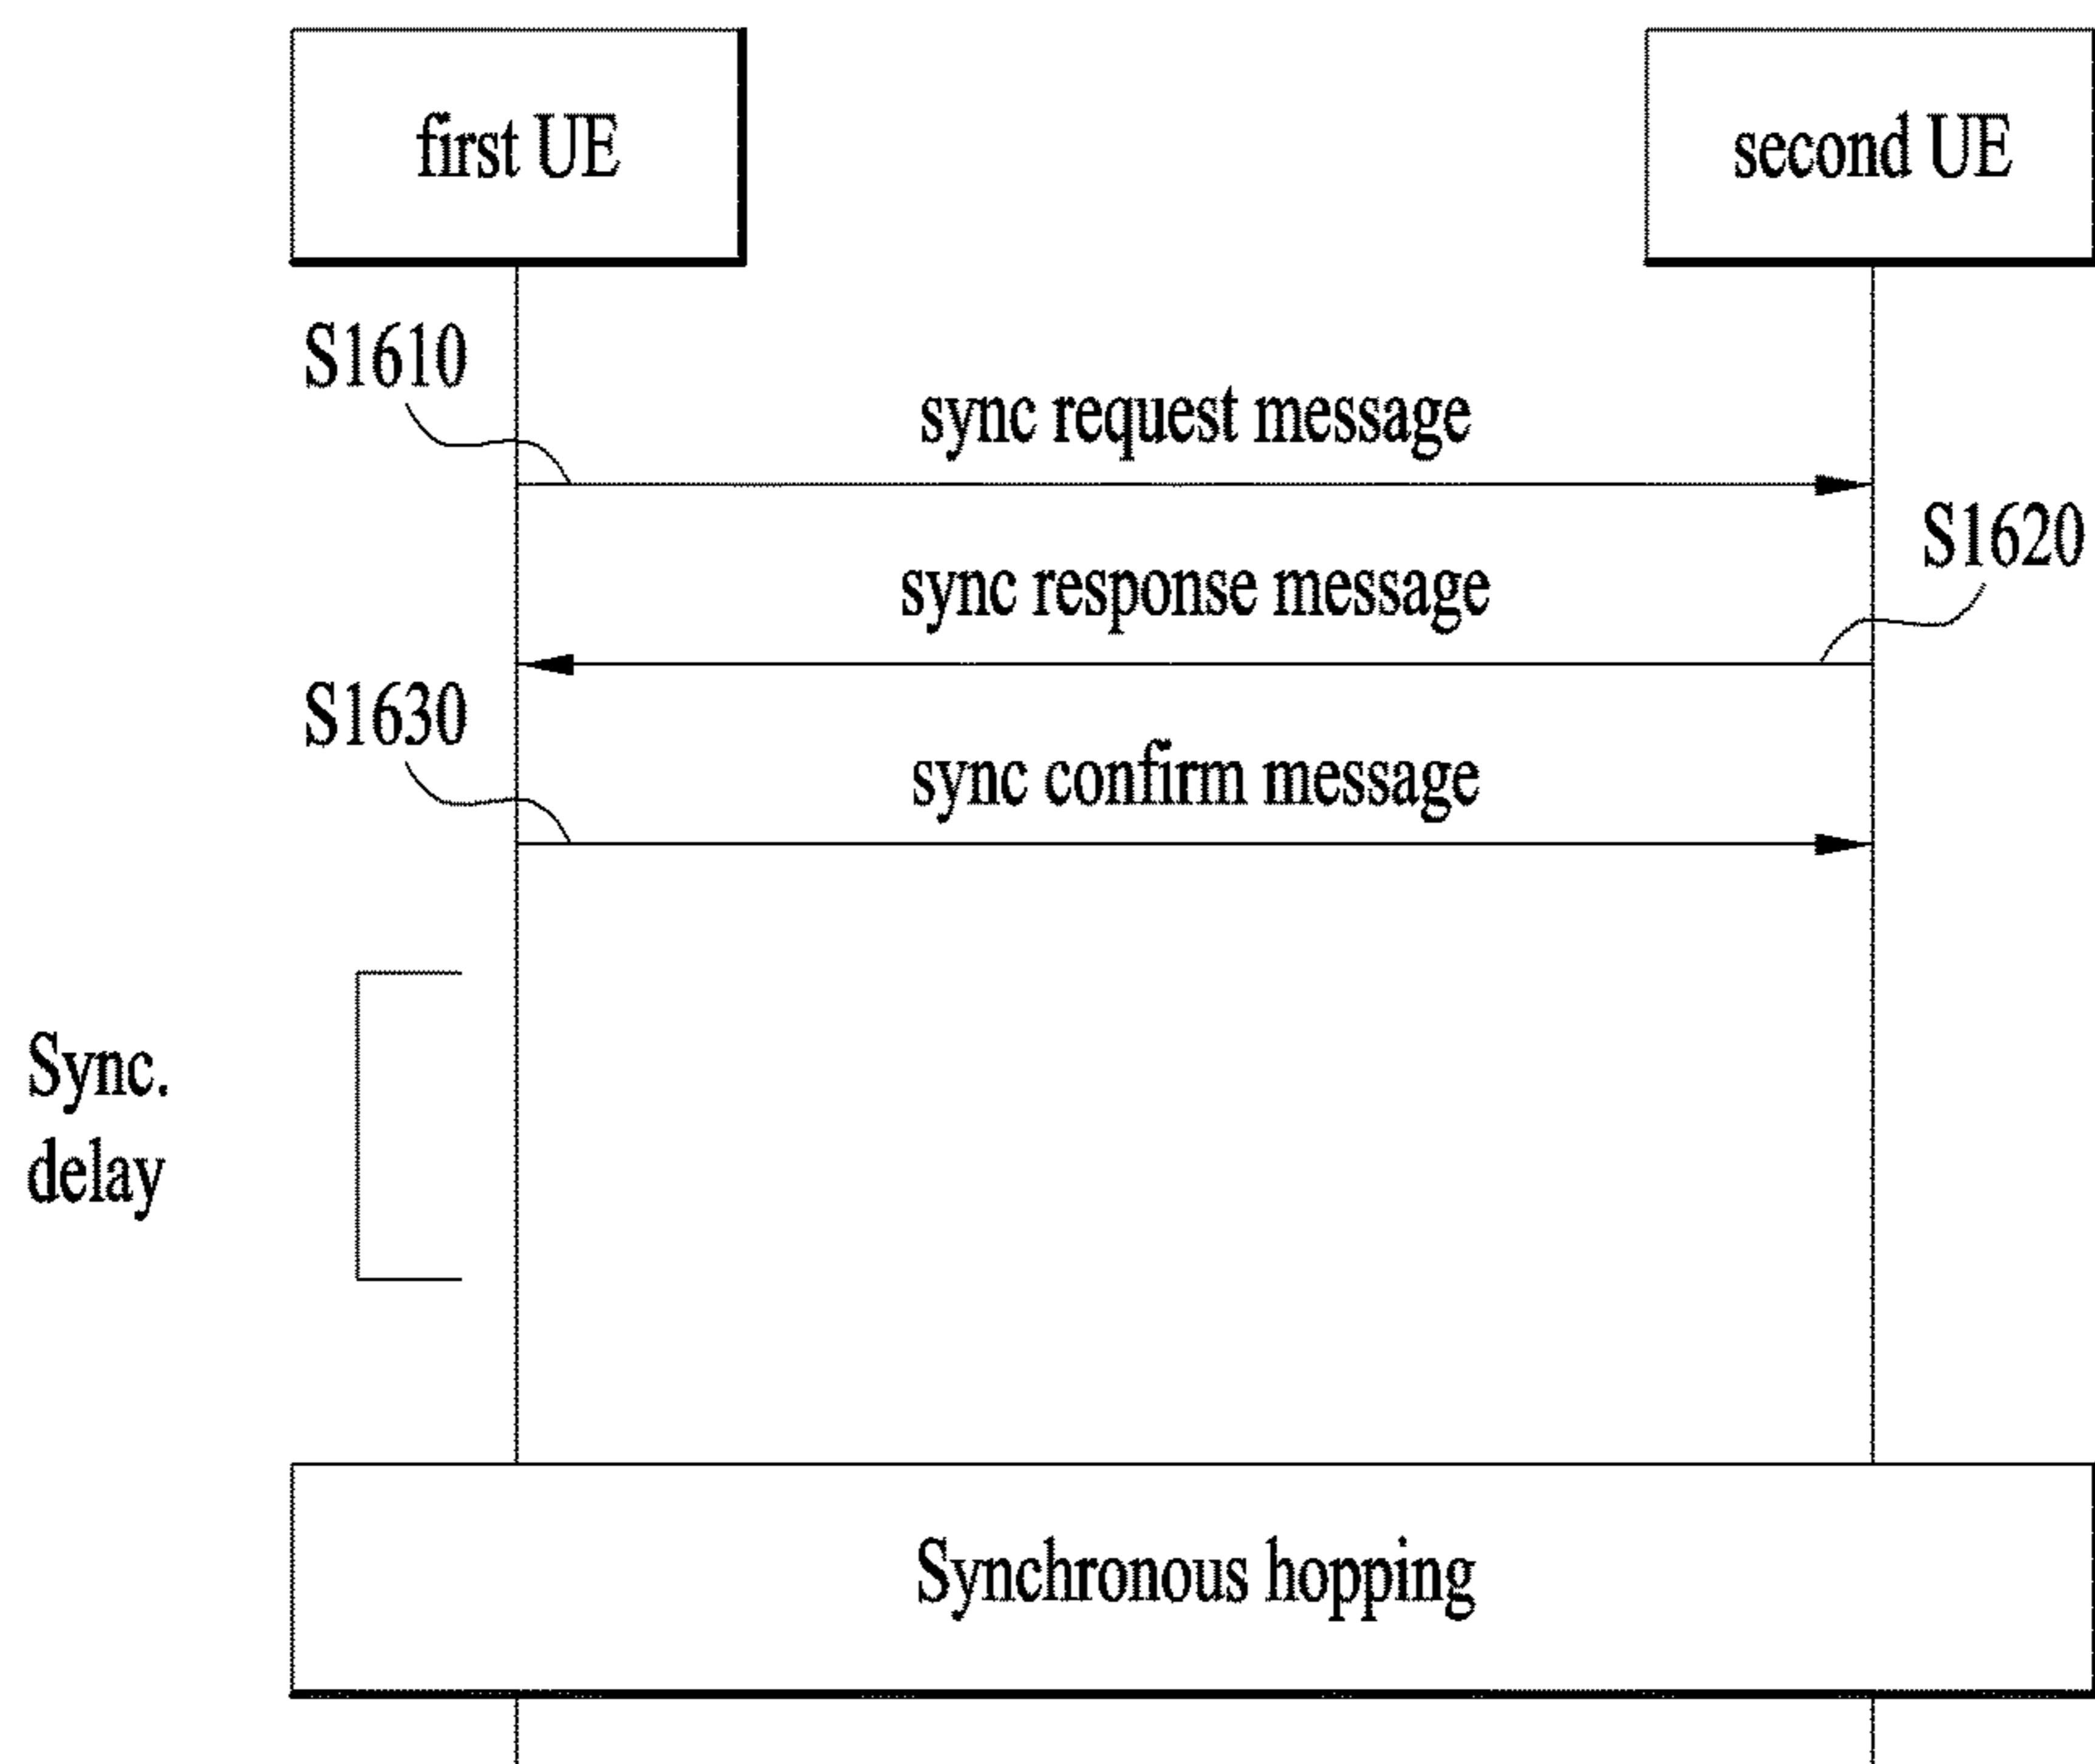 first UE
second UE
S1610
sync request message
S1620
sync response message
S1630
sync confirm message
Sync.
delay
Synchronous hopping